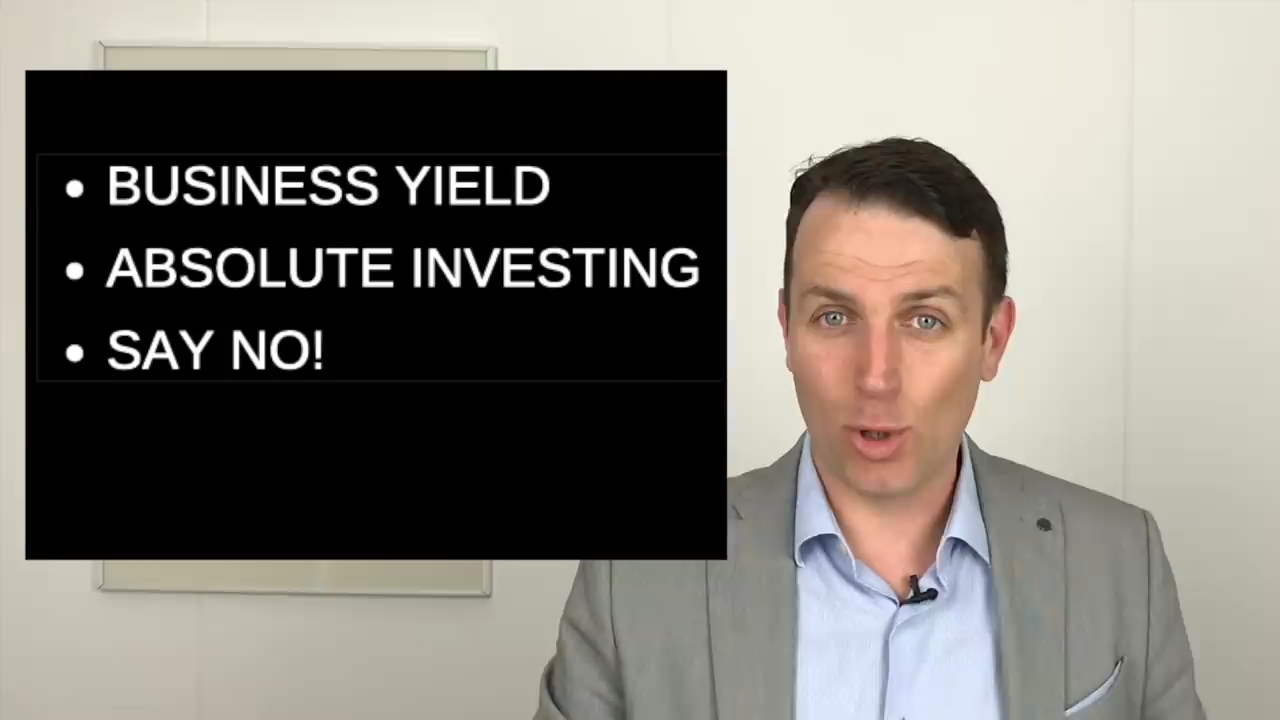 • BUSINESS YIELD
• ABSOLUTE INVESTING
• SAY NO!